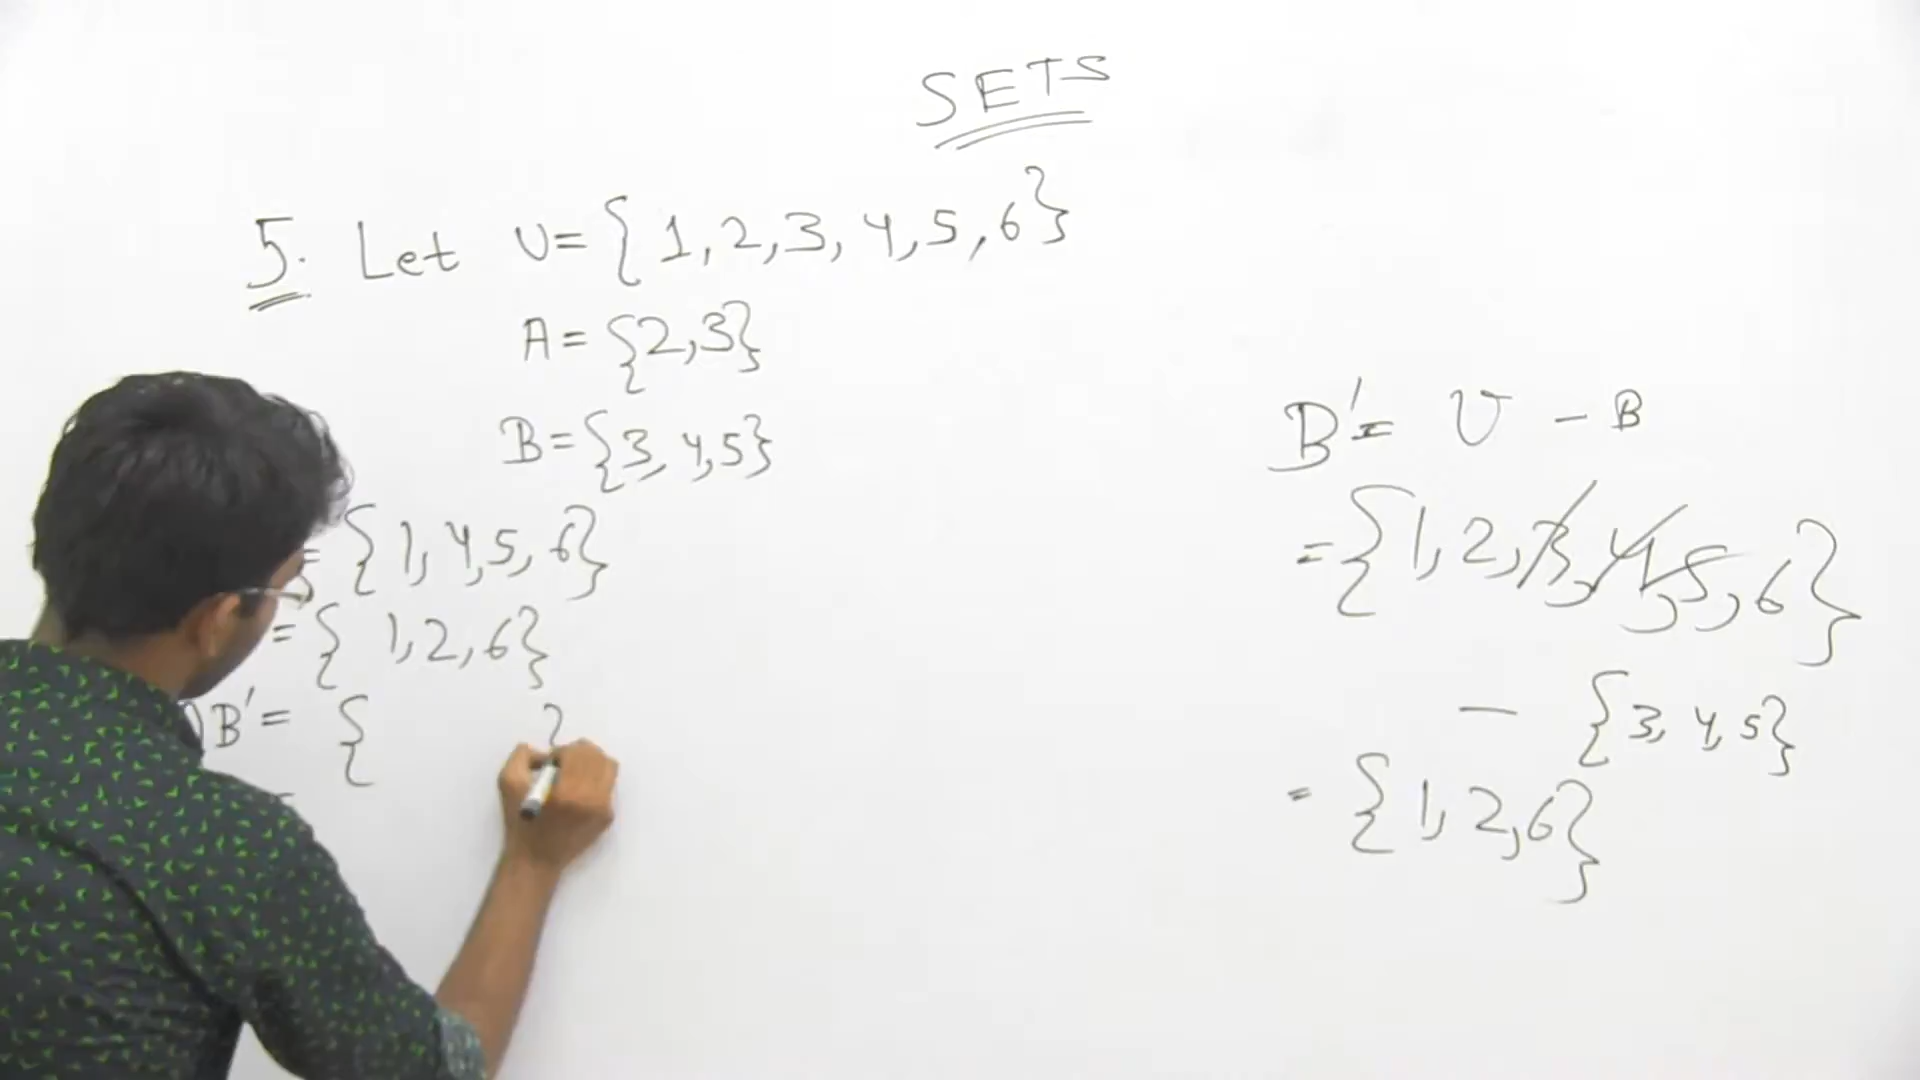 SETS
5. Let U= { 1, 2, 3, 4, 5, 6 }
A = {2,3}
B = {3, 4,5}
= { 1, 4,5, 6}
= { 1,2, 6}
B' = { }
B' = U - B
= { 1, 2, 3, 4, 5, 6 }
- {3, 4, 5}
= { 1, 2, 6}